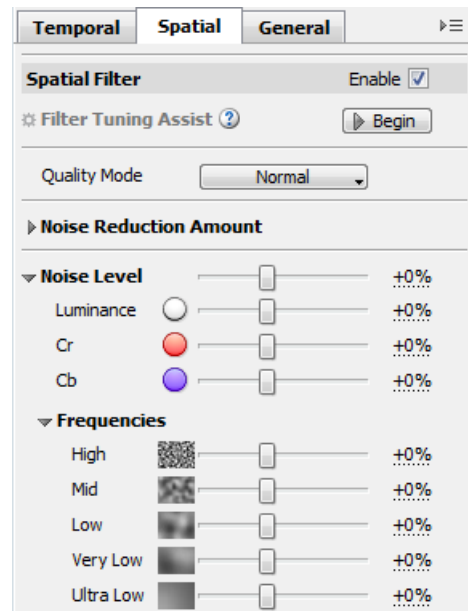 Temporal Spatial General
Spatial Filter Enable
Filter Tuning Assist ? Begin
Quality Mode Normal
Noise Reduction Amount
Noise Level +0%
Luminance +0%
Cr +0%
Cb +0%
Frequencies
High +0%
Mid +0%
Low +0%
Very Low +0%
Ultra Low +0%